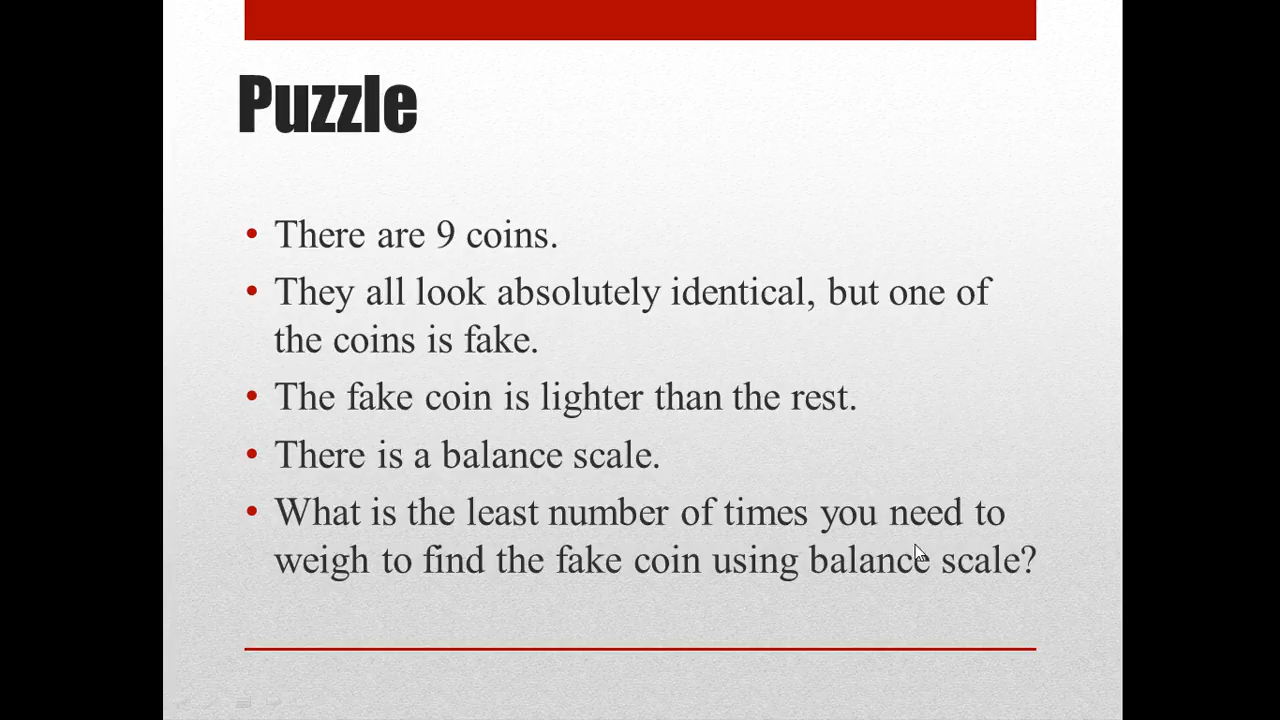 Puzzle
• There are 9 coins.
• They all look absolutely identical, but one of
the coins is fake.
• The fake coin is lighter than the rest.
• There is a balance scale.
• What is the least number of times you need to
weigh to find the fake coin using balance scale?